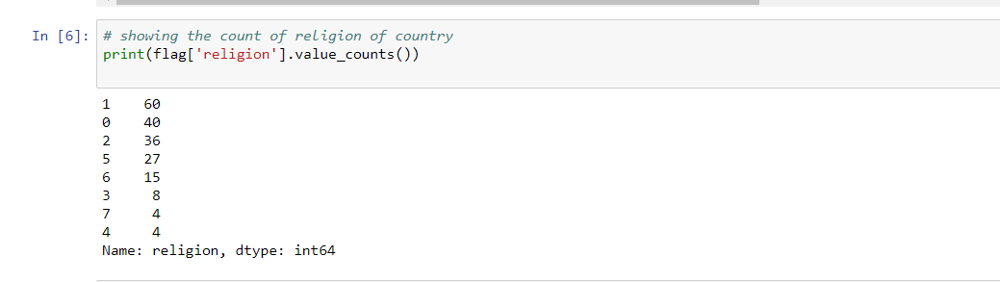 In [6]: # showing the count of religion of country
print(flag['religion'].value_counts())
1    60
0    40
2    36
5    27
6    15
3     8
7     4
4     4
Name: religion, dtype: int64